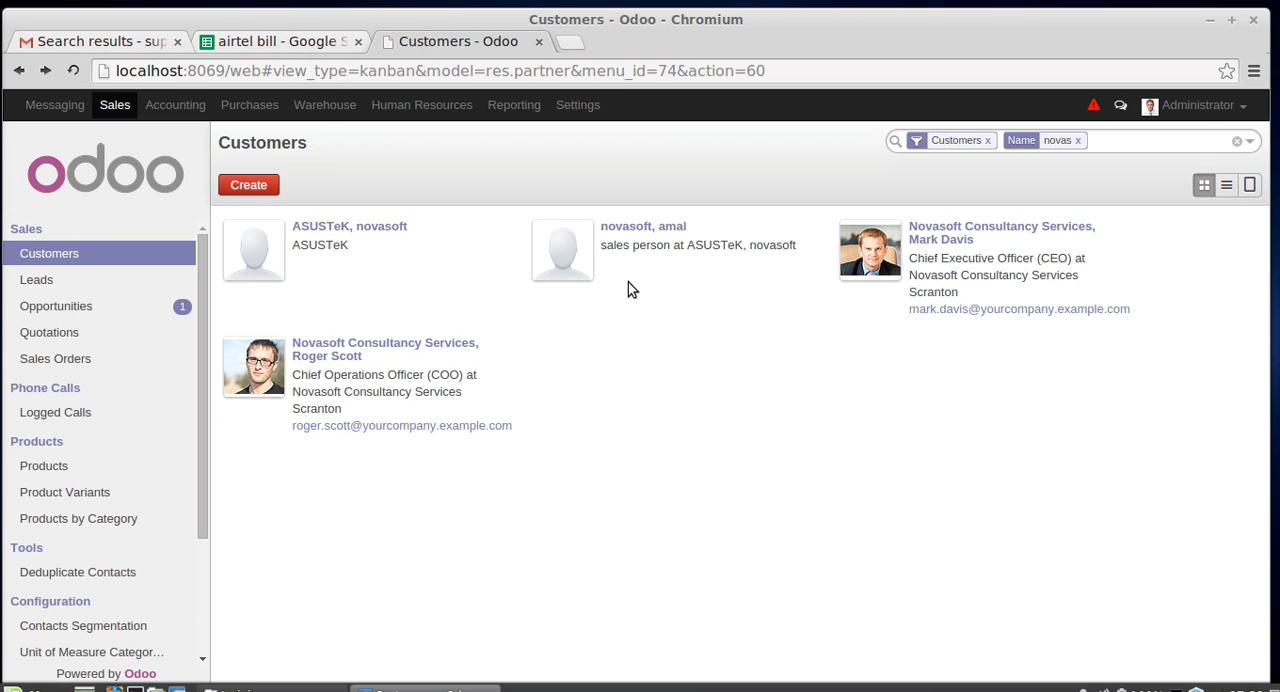 Customers - Odoo - Chromium
Search results - sup
airtel bill - Google S
Customers - Odoo
localhost:8069/web#view_type=kanban&model=res.partner&menu_id=74&action=60
Messaging Sales Accounting Purchases Warehouse Human Resources Reporting Settings Administrator
odoo
Customers
Customers x Name novas x
Create
Sales
Customers
Leads
Opportunities 1
Quotations
Sales Orders
Phone Calls
Logged Calls
Products
Products
Product Variants
Products by Category
Tools
Deduplicate Contacts
Configuration
Contacts Segmentation
Unit of Measure Categor...
Powered by Odoo
ASUSTeK, novasoft
ASUSTeK
novasoft, amal
sales person at ASUSTeK, novasoft
Novasoft Consultancy Services,
Mark Davis
Chief Executive Officer (CEO) at
Novasoft Consultancy Services
Scranton
mark.davis@yourcompany.example.com
Novasoft Consultancy Services,
Roger Scott
Chief Operations Officer (COO) at
Novasoft Consultancy Services
Scranton
roger.scott@yourcompany.example.com